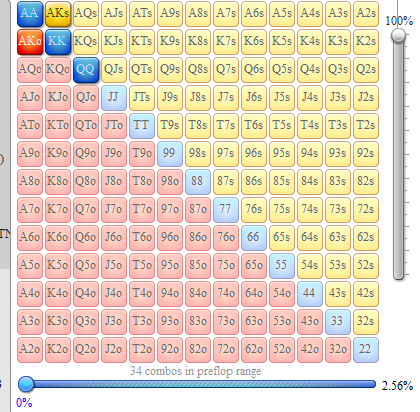 AA AKs AQs AJs ATs A9s A8s A7s A6s A5s A4s A3s A2s 100%
AKo KK KQs KJs KTs K9s K8s K7s K6s K5s K4s K3s K2s
AQo KQo QQ QJs QTs Q9s Q8s Q7s Q6s Q5s Q4s Q3s Q2s
AJo KJo QJo JJ JTs J9s J8s J7s J6s J5s J4s J3s J2s
ATo KTo QTo JTo TT T9s T8s T7s T6s T5s T4s T3s T2s
A9o K9o Q9o J9o T9o 99 98s 97s 96s 95s 94s 93s 92s
A8o K8o Q8o J8o T8o 98o 88 87s 86s 85s 84s 83s 82s
A7o K7o Q7o J7o T7o 97o 87o 77 76s 75s 74s 73s 72s
A6o K6o Q6o J6o T6o 96o 86o 76o 66 65s 64s 63s 62s
A5o K5o Q5o J5o T5o 95o 85o 75o 65o 55 54s 53s 52s
A4o K4o Q4o J4o T4o 94o 84o 74o 64o 54o 44 43s 42s
A3o K3o Q3o J3o T3o 93o 83o 73o 63o 53o 43o 33 32s
A2o K2o Q2o J2o T2o 92o 82o 72o 62o 52o 42o 32o 22
34 combos in preflop range
2.56%
0%